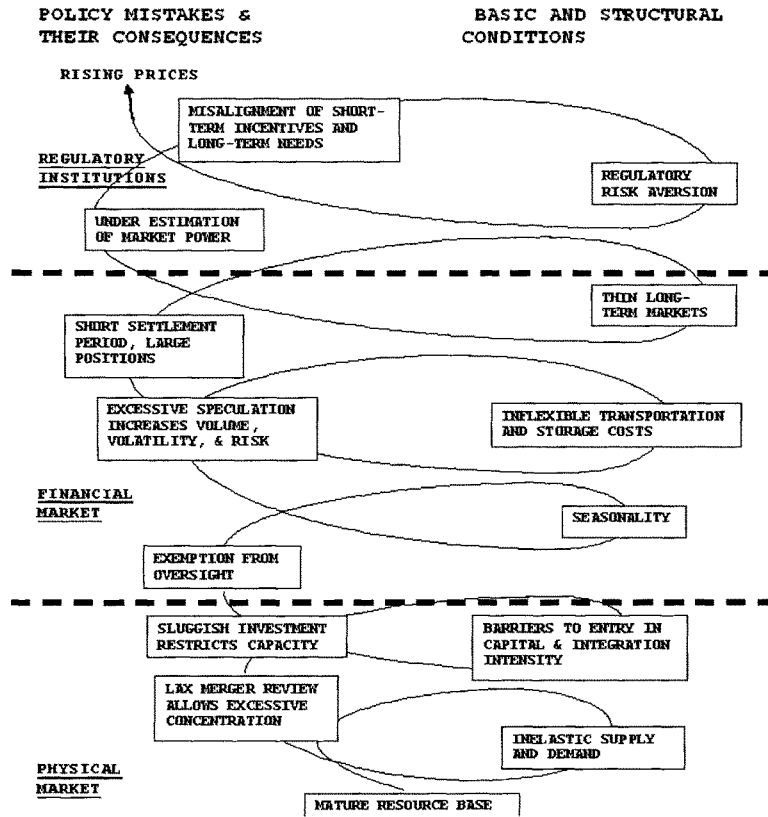 POLICY MISTAKES &
THEIR CONSEQUENCES
BASIC AND STRUCTURAL
CONDITIONS
RISING PRICES
MISALIGNMENT OF SHORT-
TERM INCENTIVES AND
LONG-TERM NEEDS
REGULATORY
INSTITUTIONS
REGULATORY
RISK AVERSION
UNDER ESTIMATION
OF MARKET POWER
THIN LONG-
TERM MARKETS
SHORT SETTLEMENT
PERIOD, LARGE
POSITIONS
EXCESSIVE SPECULATION
INCREASES VOLUME,
VOLATILITY, & RISK
INFLEXIBLE TRANSPORTATION
AND STORAGE COSTS
FINANCIAL
MARKET
SEASONALITY
EXEMPTION FROM
OVERSIGHT
SLUGGISH INVESTMENT
RESTRICTS CAPACITY
BARRIERS TO ENTRY IN
CAPITAL & INTEGRATION
INTENSITY
LAX MERGER REVIEW
ALLOWS EXCESSIVE
CONCENTRATION
INELASTIC SUPPLY
AND DEMAND
PHYSICAL
MARKET
MATURE RESOURCE BASE